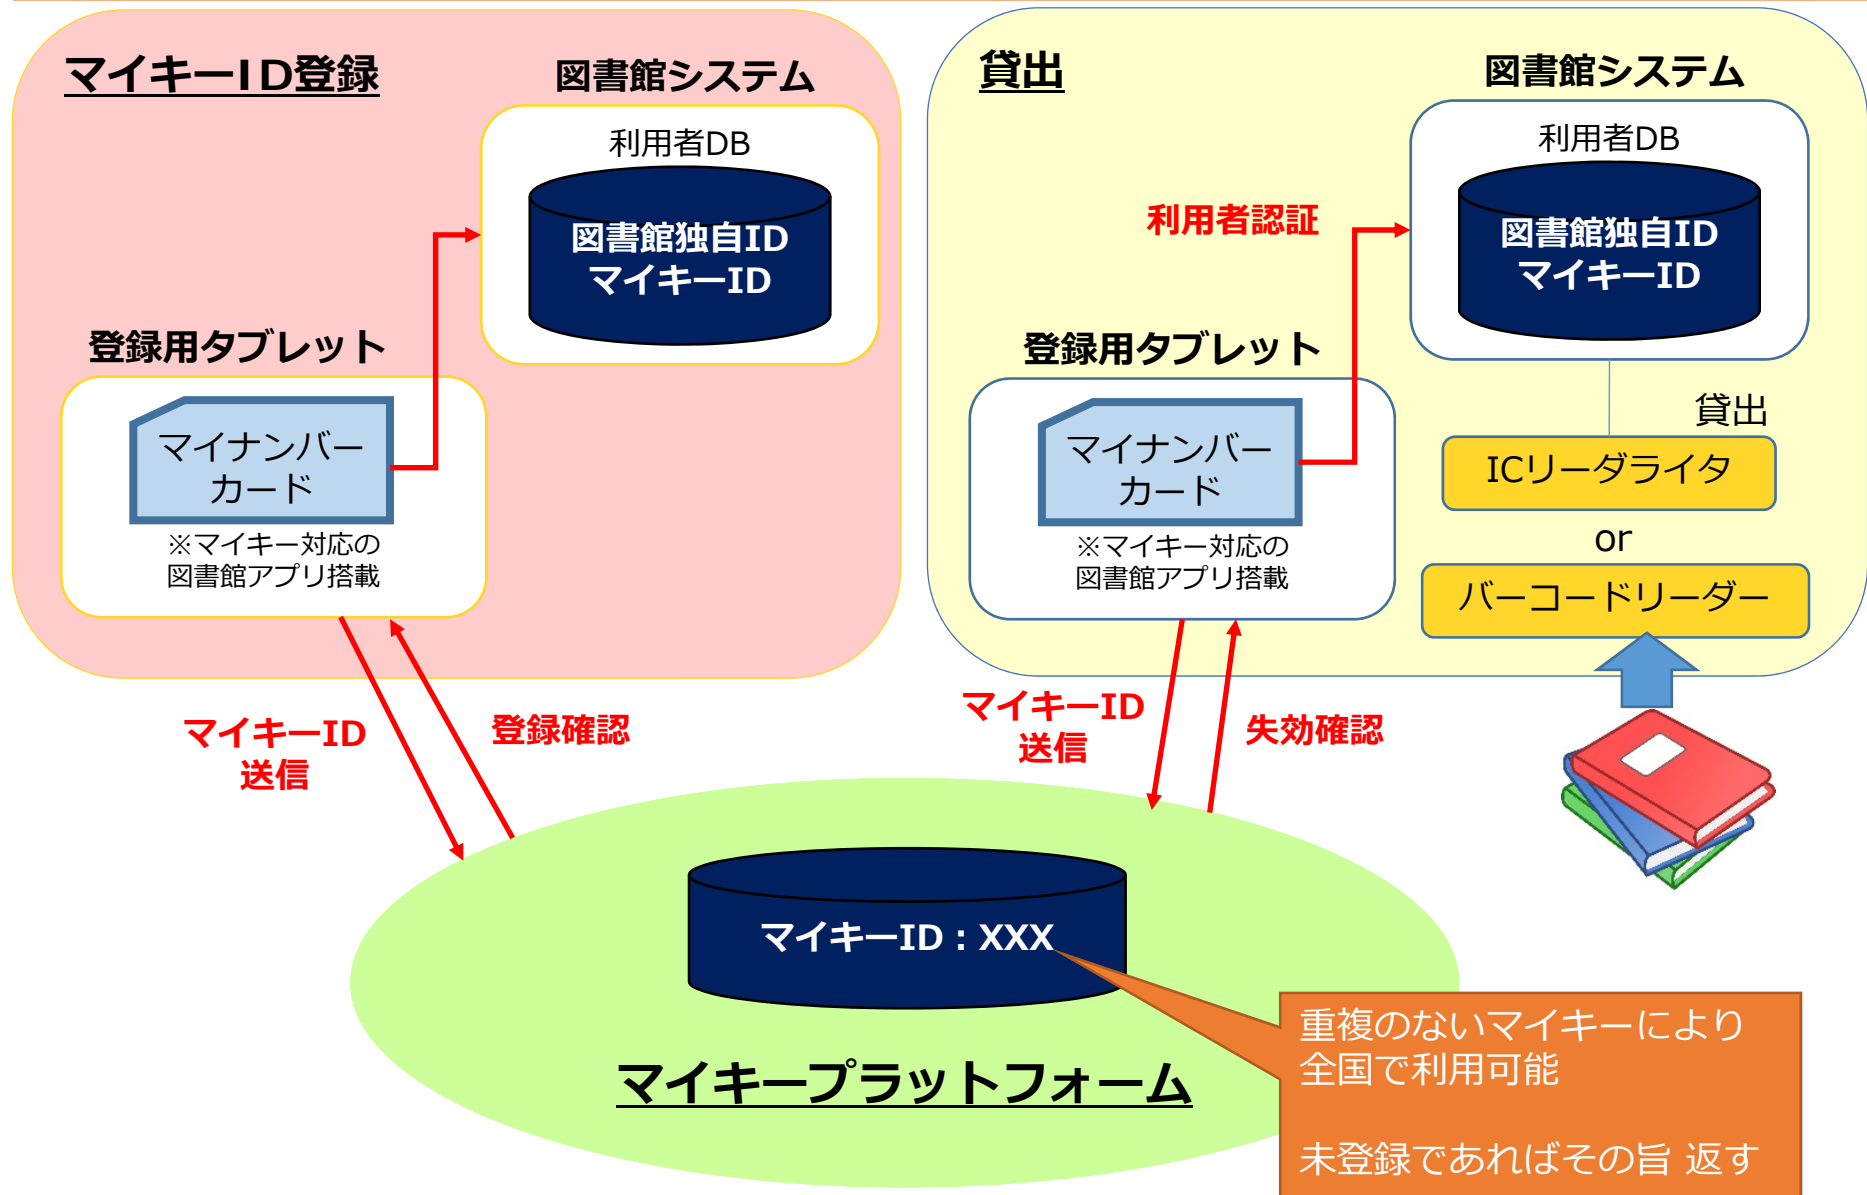 マイキーID登録
図書館システム
利用者DB
図書館独自ID
マイキーID
登録用タブレット
マイナンバー
カード
※マイキー対応の
図書館アプリ搭載
マイキーID
送信
登録確認
貸出
図書館システム
利用者DB
図書館独自ID
マイキーID
利用者認証
登録用タブレット
マイナンバー
カード
※マイキー対応の
図書館アプリ搭載
貸出
ICリーダライタ
or
バーコードリーダー
マイキーID
送信
失効確認
マイキーID：XXX
マイキープラットフォーム
重複のないマイキーにより
全国で利用可能
未登録であればその旨 返す